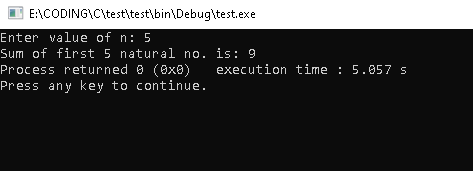 E:\CODING\C\test\test\bin\Debug\test.exe
Enter value of n: 5
Sum of first 5 natural no. is: 9
Process returned 0 (0x0)   execution time : 5.057 s
Press any key to continue.